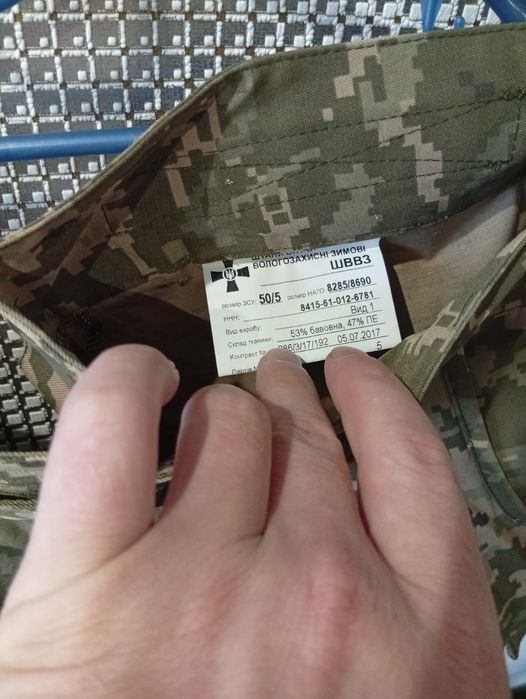 ШТАНИ
ВОЛОГОЗАХИСНІ ЗИМОВІ
ШВВЗ
розмір ЗСУ: 50/5 розмір НАТО: 8285/8690
ННН: 8415-61-012-6781
Вид виробу: Вид 1
Склад тканини: 53% бавовна, 47% ПЕ
Контракт № 286/3/17/192 05.07.2017
5